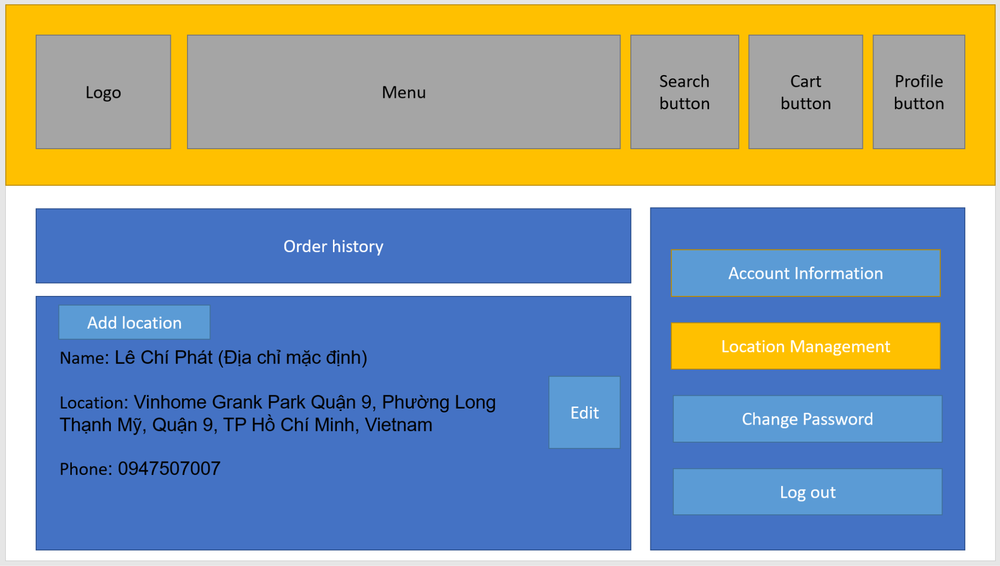 Logo
Menu
Search
button
Cart
button
Profile
button
Order history
Add location
Name: Lê Chí Phát (Địa chỉ mặc định)
Location: Vinhome Grank Park Quận 9, Phường Long
Thạnh Mỹ, Quận 9, TP Hồ Chí Minh, Vietnam
Phone: 0947507007
Edit
Account Information
Location Management
Change Password
Log out